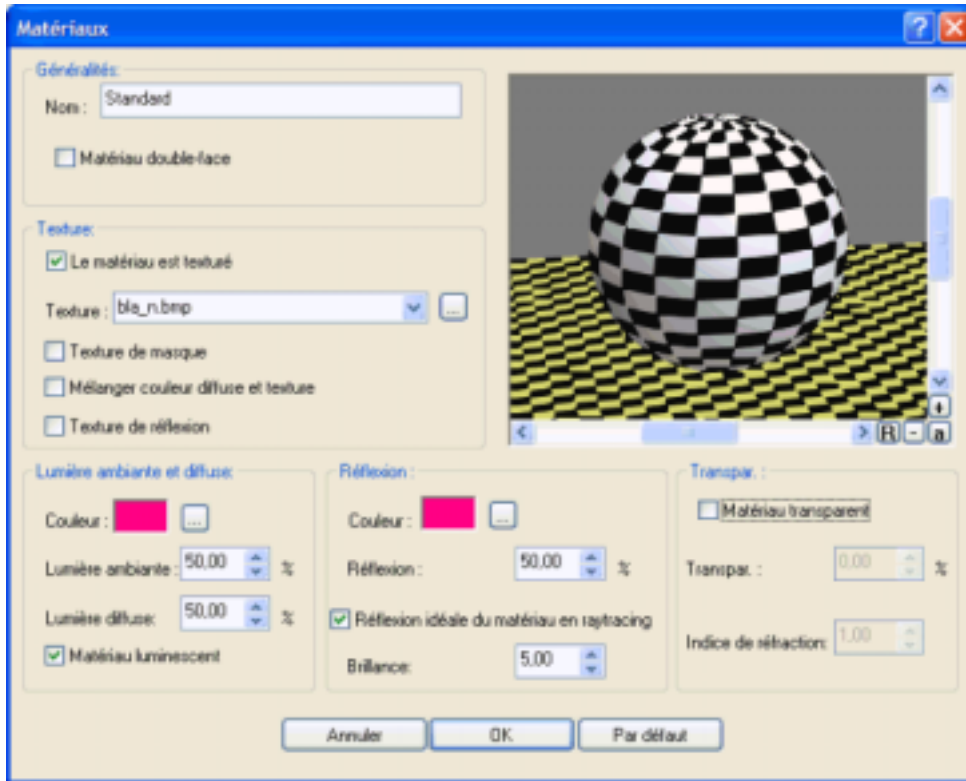 Matériaux
Généralités:
Nom : Standard
Matériau double-face
Texture:
Le matériau est texturé
Texture : bla_n.bmp ...
Texture de masque
Mélanger couleur diffuse et texture
Texture de réflexion
R - a
+
Lumière ambiante et diffuse:
Couleur : ...
Lumière ambiante : 50,00 %
Lumière diffuse: 50,00 %
Matériau luminescent
Réflexion :
Couleur : ...
Réflexion : 50,00 %
Réflexion idéale du matériau en raytracing
Brillance: 5,00
Transpar. :
Matériau transparent
Transpar. : 0,00 %
Indice de réfraction: 1,00
Annuler
OK
Par défaut